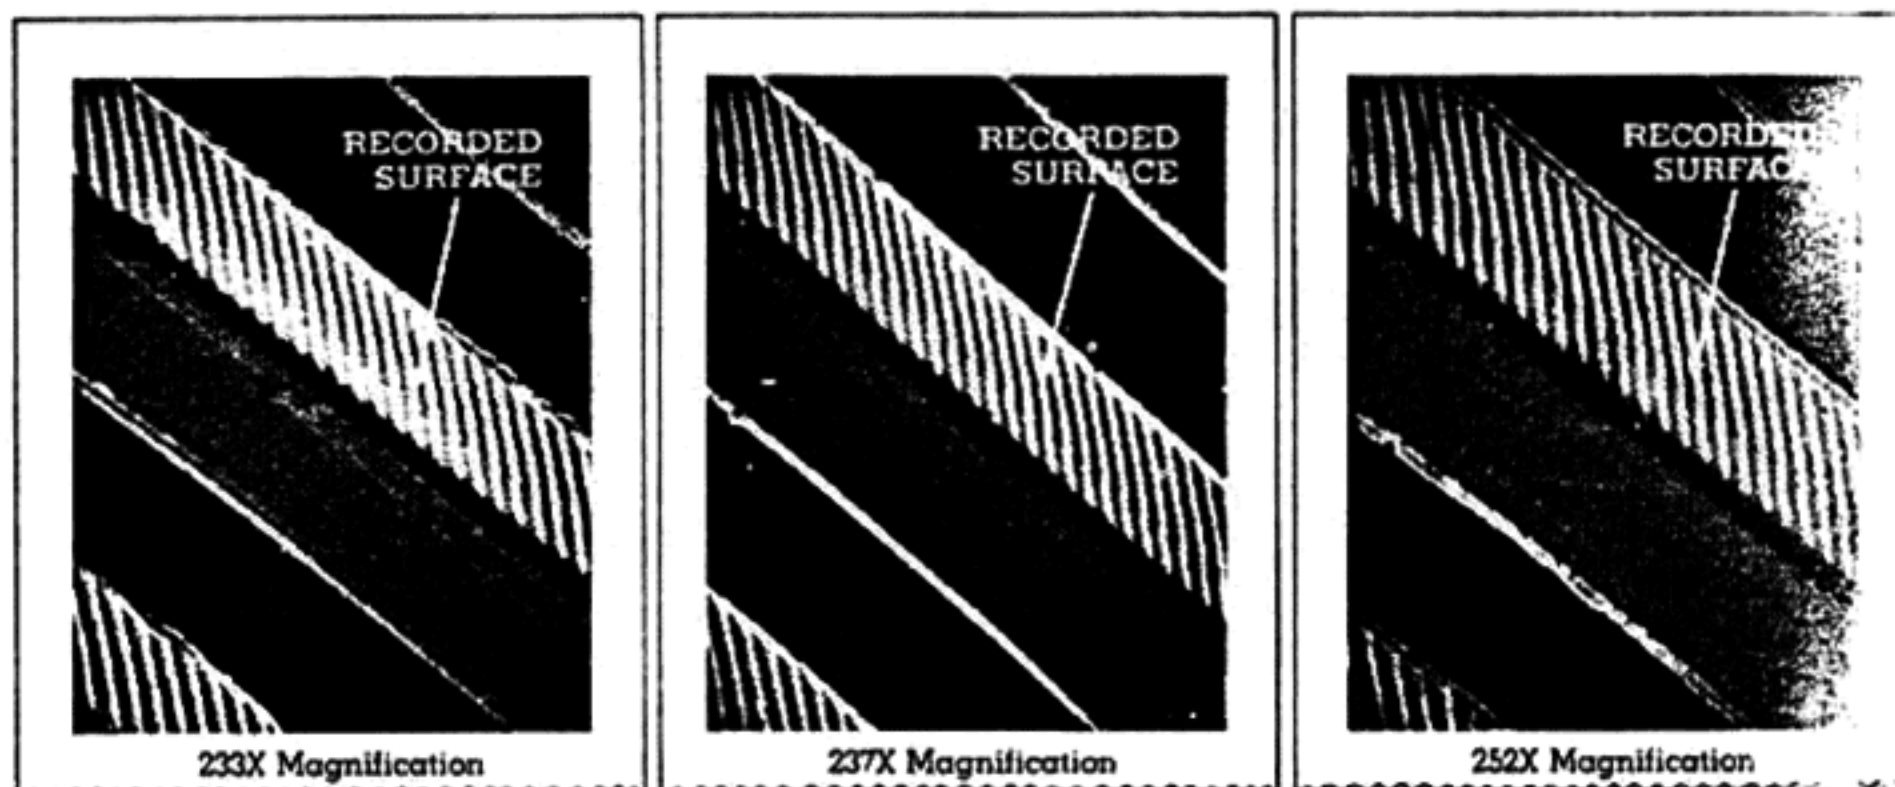 RECORDED
SURFACE
233X Magnification
RECORDED
SURFACE
237X Magnification
RECORDED
SURFACE
252X Magnification